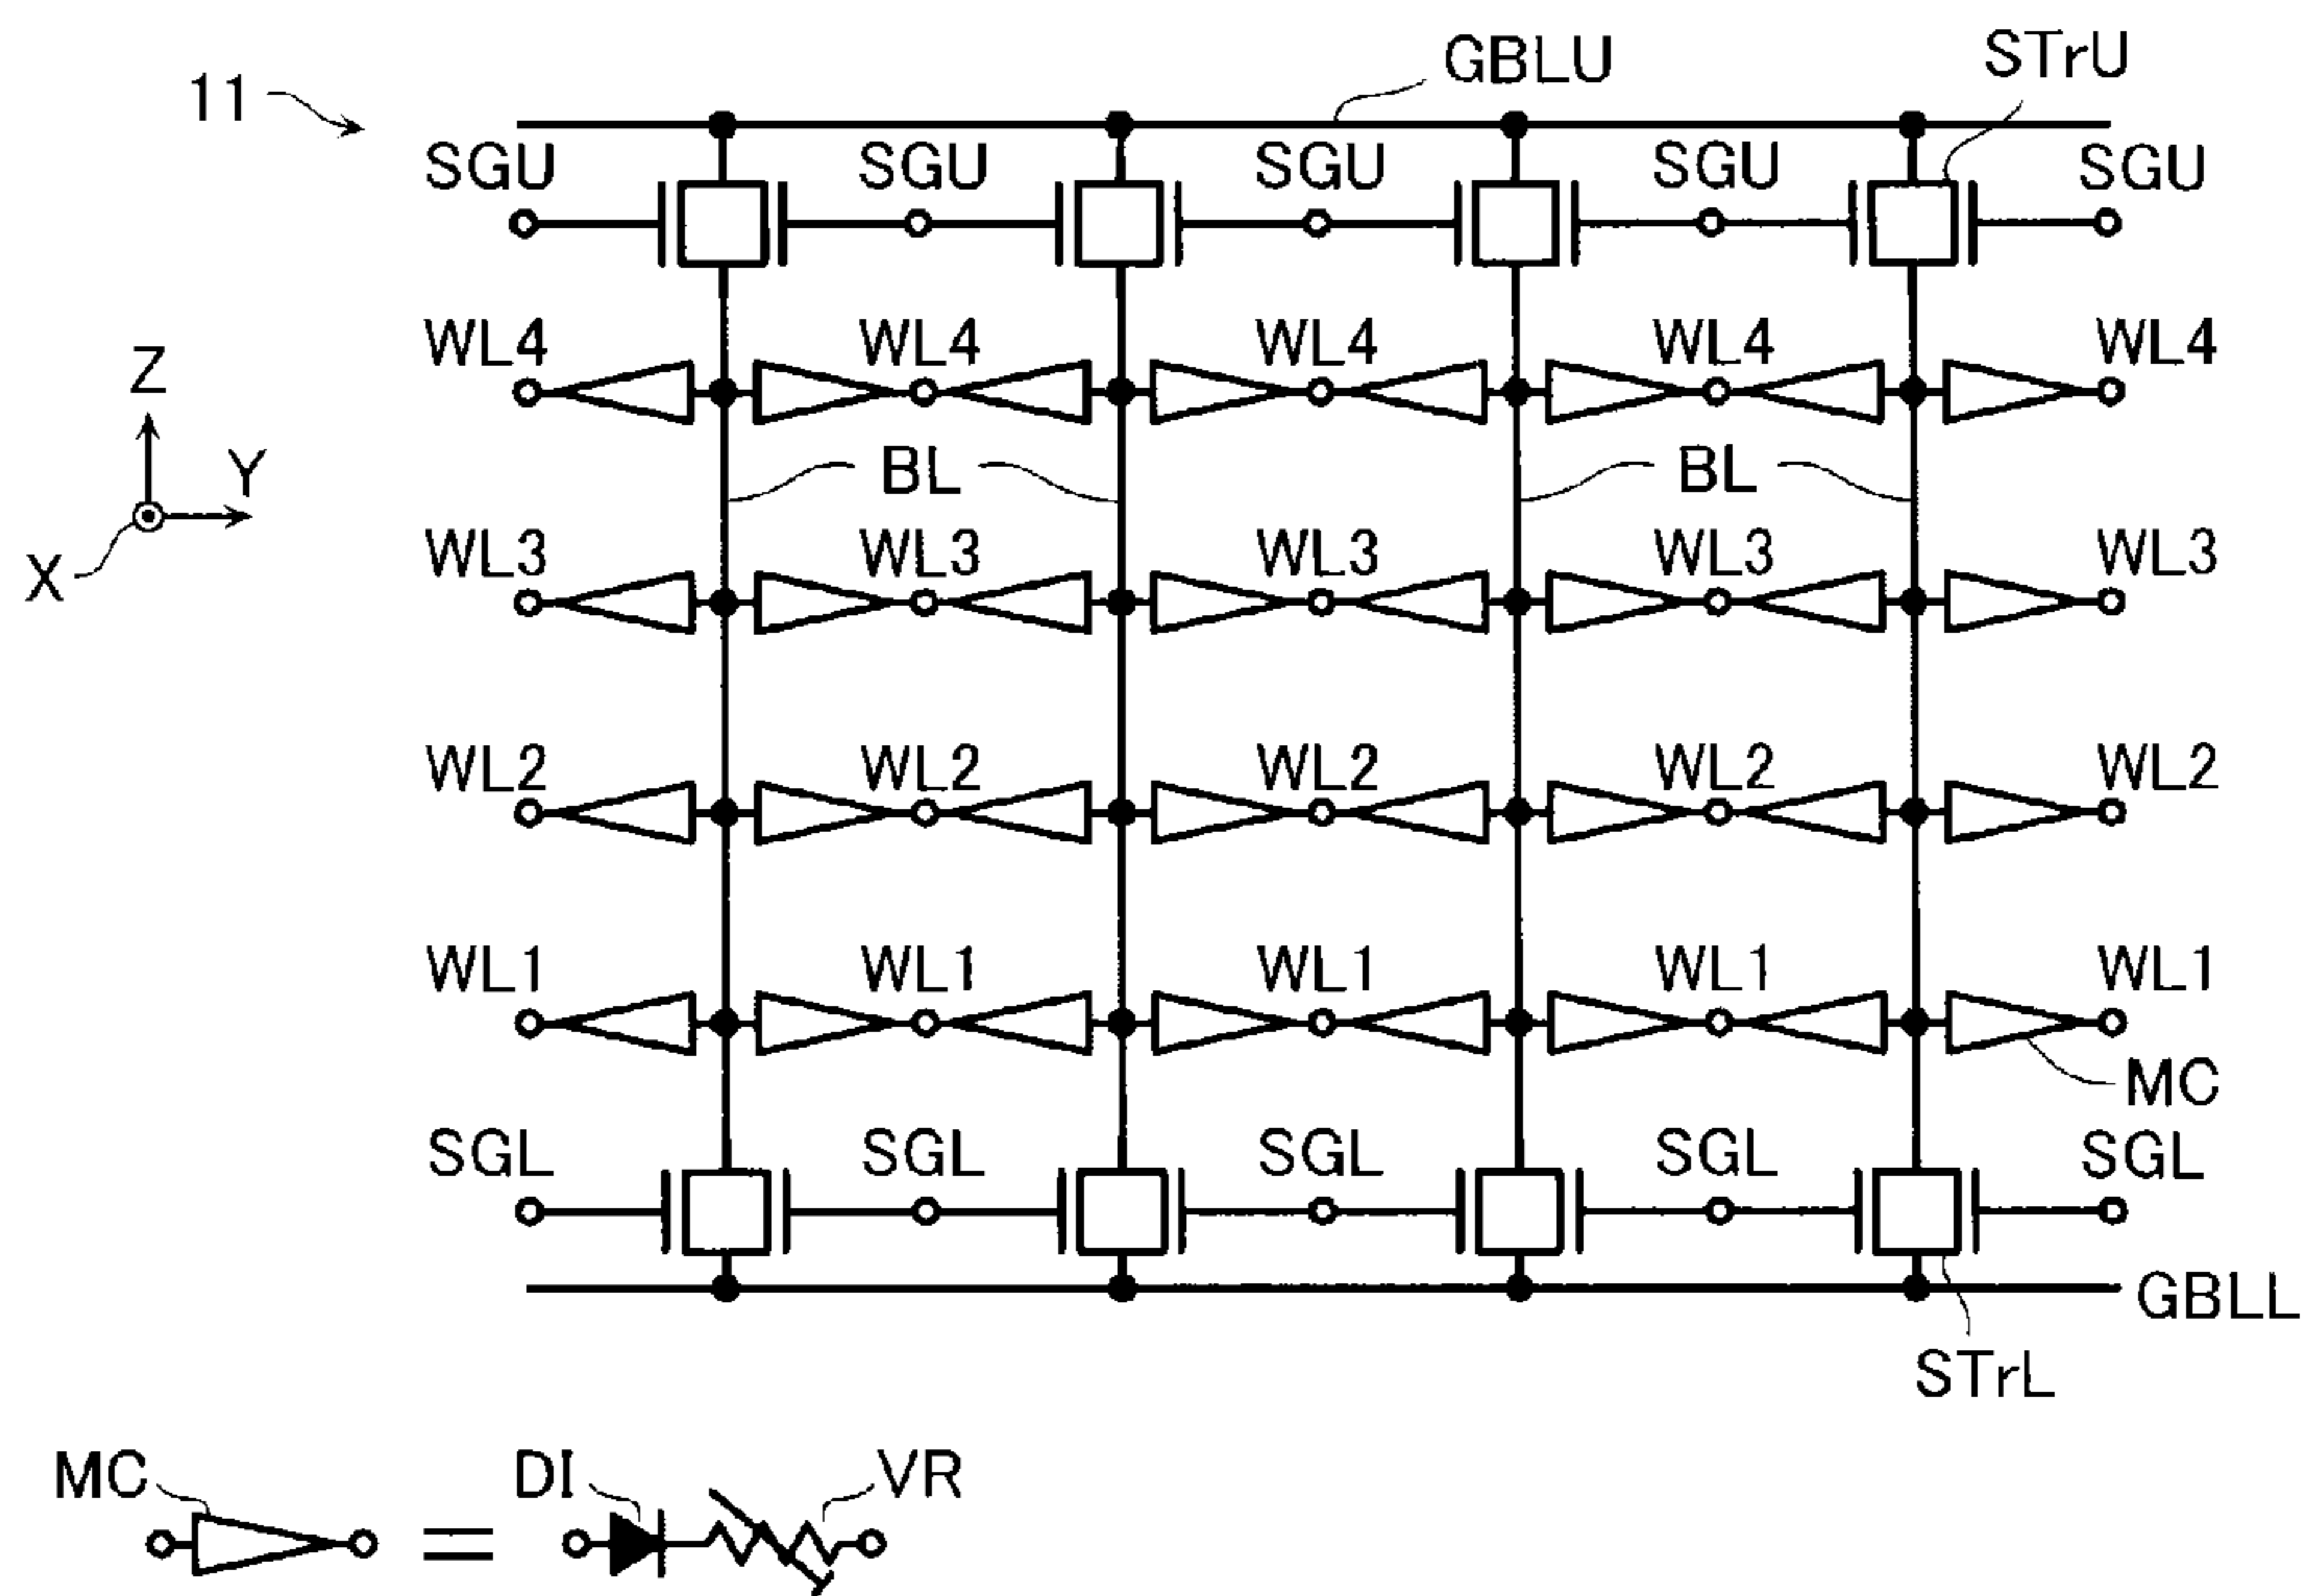 GBLU STrU
11
SGU SGU SGU SGU SGU
WL4 WL4 WL4 WL4 WL4
Z
Y
BL BL
X
WL3 WL3 WL3 WL3 WL3
WL2 WL2 WL2 WL2 WL2
WL1 WL1 WL1 WL1 WL1
MC
SGL SGL SGL SGL SGL
GBLL
STrL
MC = DI VR